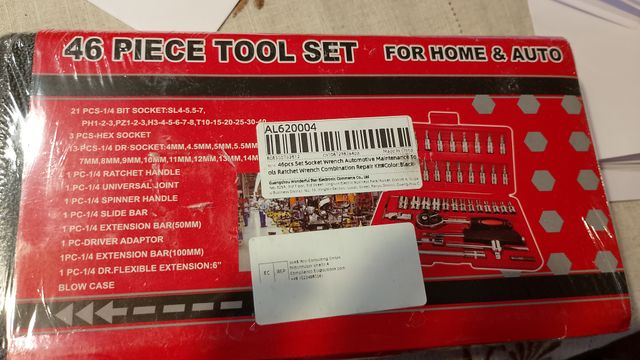 46 PIECE TOOL SET FOR HOME & AUTO
21 PCS-1/4 BIT SOCKET:SL4-5.5-7,
PH1-2-3,PZ1-2-3,H3-4-5-6-7-8,T10-15-20-25-30-40
3 PCS-HEX SOCKET
13-PCS-1/4 DR-SOCKET:4MM,4.5MM,5MM,5.5MM
7MM,8MM,9MM,10MM,11MM,12MM,13MM,14M
1 PC-1/4 RATCHET HANDLE
1 PC-1/4 UNIVERSAL JOINT
1 PC-1/4 SPINNER HANDLE
1 PC-1/4 SLIDE BAR
1 PC-1/4 EXTENSION BAR(50MM)
1 PC-DRIVER ADAPTOR
1PC-1/4 EXTENSION BAR(100MM)
1 PC-1/4 DR.FLEXIBLE EXTENSION:6"
BLOW CASE
AL620004
Made In China
46pcs Set Socket Wrench Automotive Maintenance To
ols Ratchet Wrench Combination Repair Kit#Color:Black
EC REP